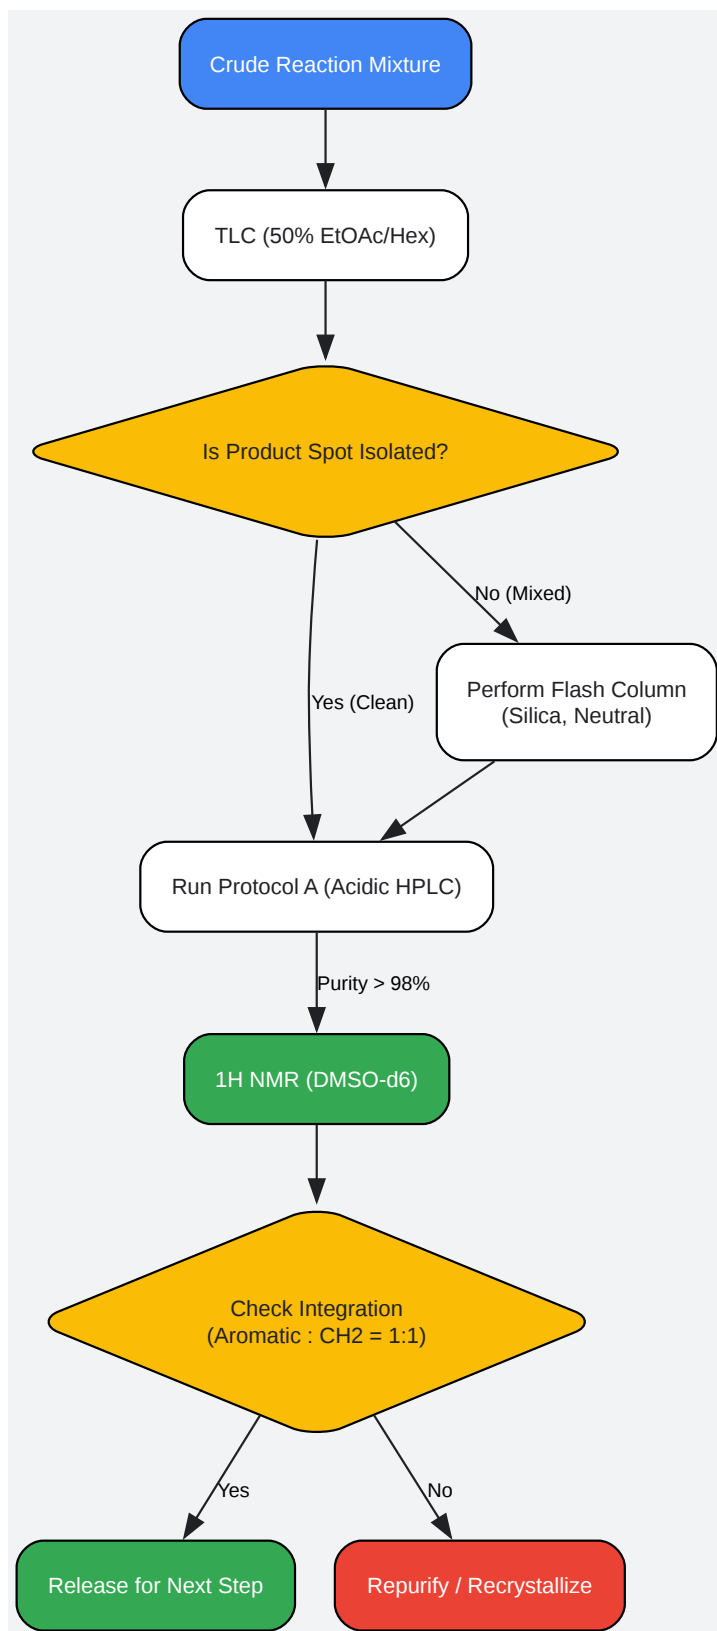 Crude Reaction Mixture
TLC (50% EtOAc/Hex)
Is Product Spot Isolated?
No (Mixed)
Perform Flash Column
(Silica, Neutral)
Yes (Clean)
Run Protocol A (Acidic HPLC)
Purity > 98%
1H NMR (DMSO-d6)
Check Integration
(Aromatic : CH2 = 1:1)
Yes
No
Release for Next Step
Repurify / Recrystallize